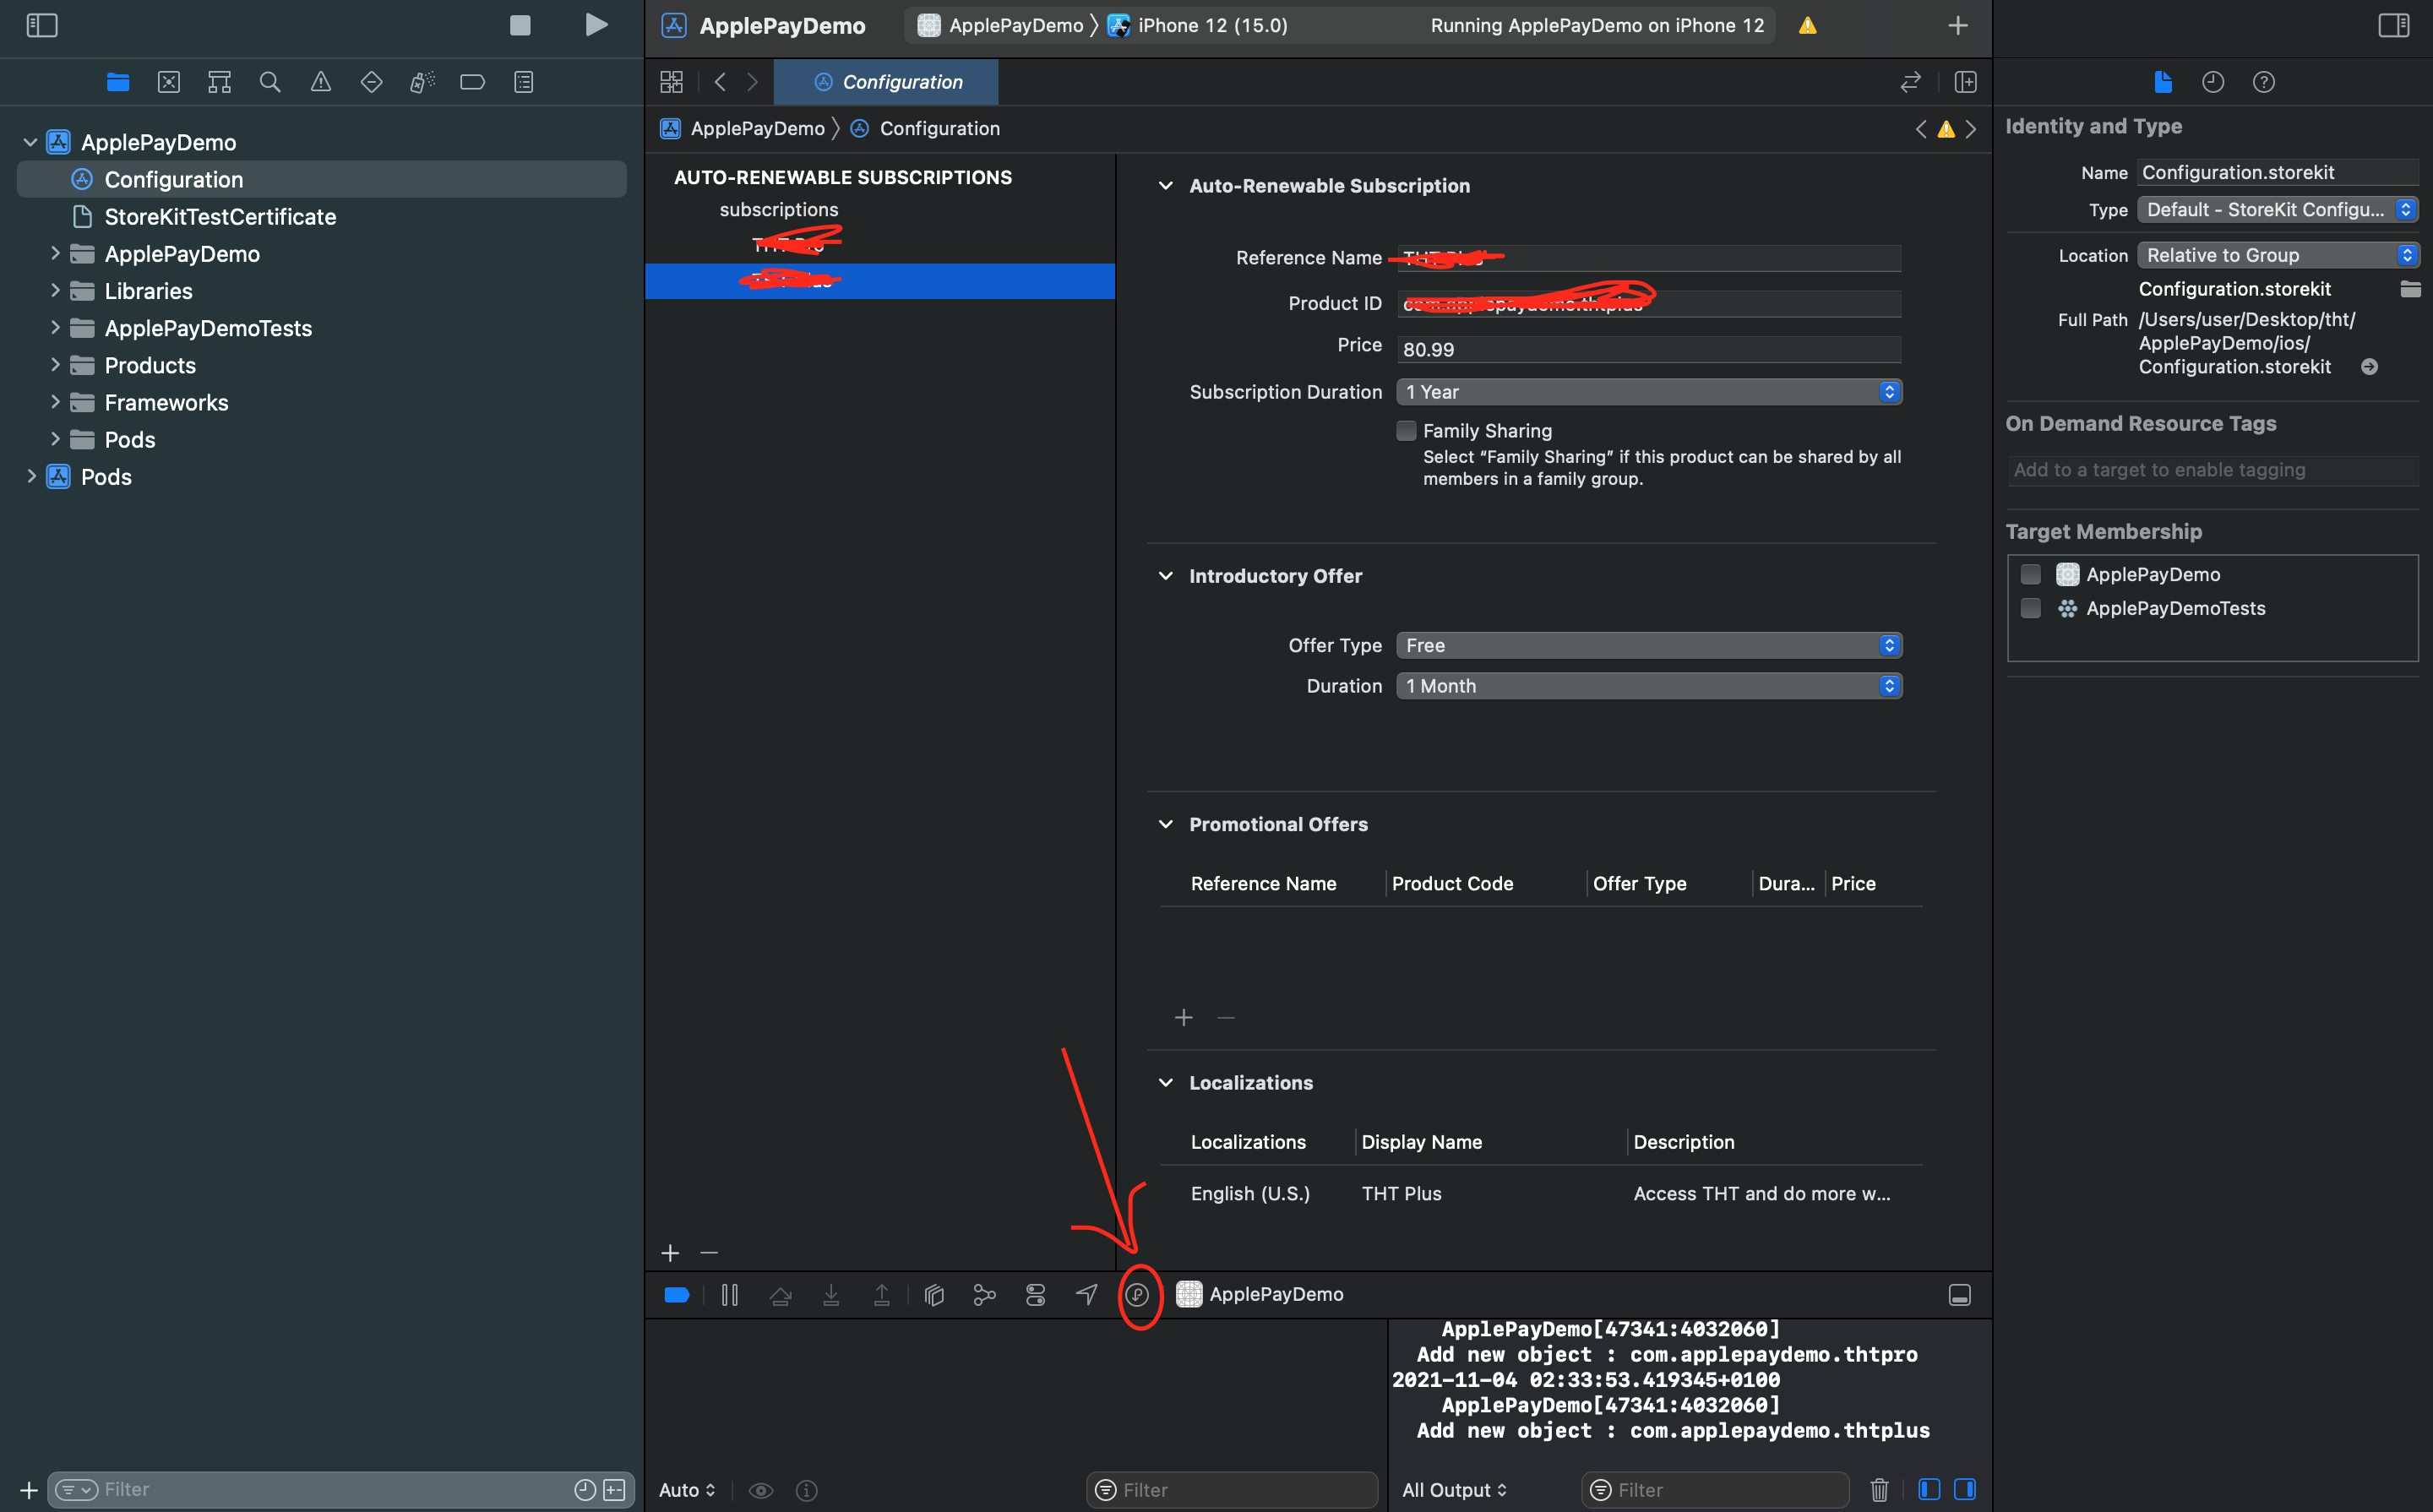 ApplePayDemo
ApplePayDemo
iPhone 12 (15.0)
Running ApplePayDemo on iPhone 12
Configuration
ApplePayDemo
Configuration
ApplePayDemo
Configuration
StoreKitTestCertificate
ApplePayDemo
Libraries
ApplePayDemoTests
Products
Frameworks
Pods
Pods
Filter
AUTO-RENEWABLE SUBSCRIPTIONS
subscriptions
Auto-Renewable Subscription
Reference Name
Product ID
Price 80.99
Subscription Duration 1 Year
Family Sharing
Select “Family Sharing” if this product can be shared by all
members in a family group.
Introductory Offer
Offer Type Free
Duration 1 Month
Promotional Offers
Reference Name Product Code Offer Type Dura... Price
Localizations
Localizations Display Name Description
English (U.S.) THT Plus Access THT and do more w...
ApplePayDemo
ApplePayDemo[47341:4032060]
Add new object : com.applepaydemo.thtpro
2021-11-04 02:33:53.419345+0100
ApplePayDemo[47341:4032060]
Add new object : com.applepaydemo.thtplus
Auto
Filter
All Output
Filter
Identity and Type
Name Configuration.storekit
Type Default - StoreKit Configu...
Location Relative to Group
Configuration.storekit
Full Path /Users/user/Desktop/tht/
ApplePayDemo/ios/
Configuration.storekit
On Demand Resource Tags
Add to a target to enable tagging
Target Membership
ApplePayDemo
ApplePayDemoTests